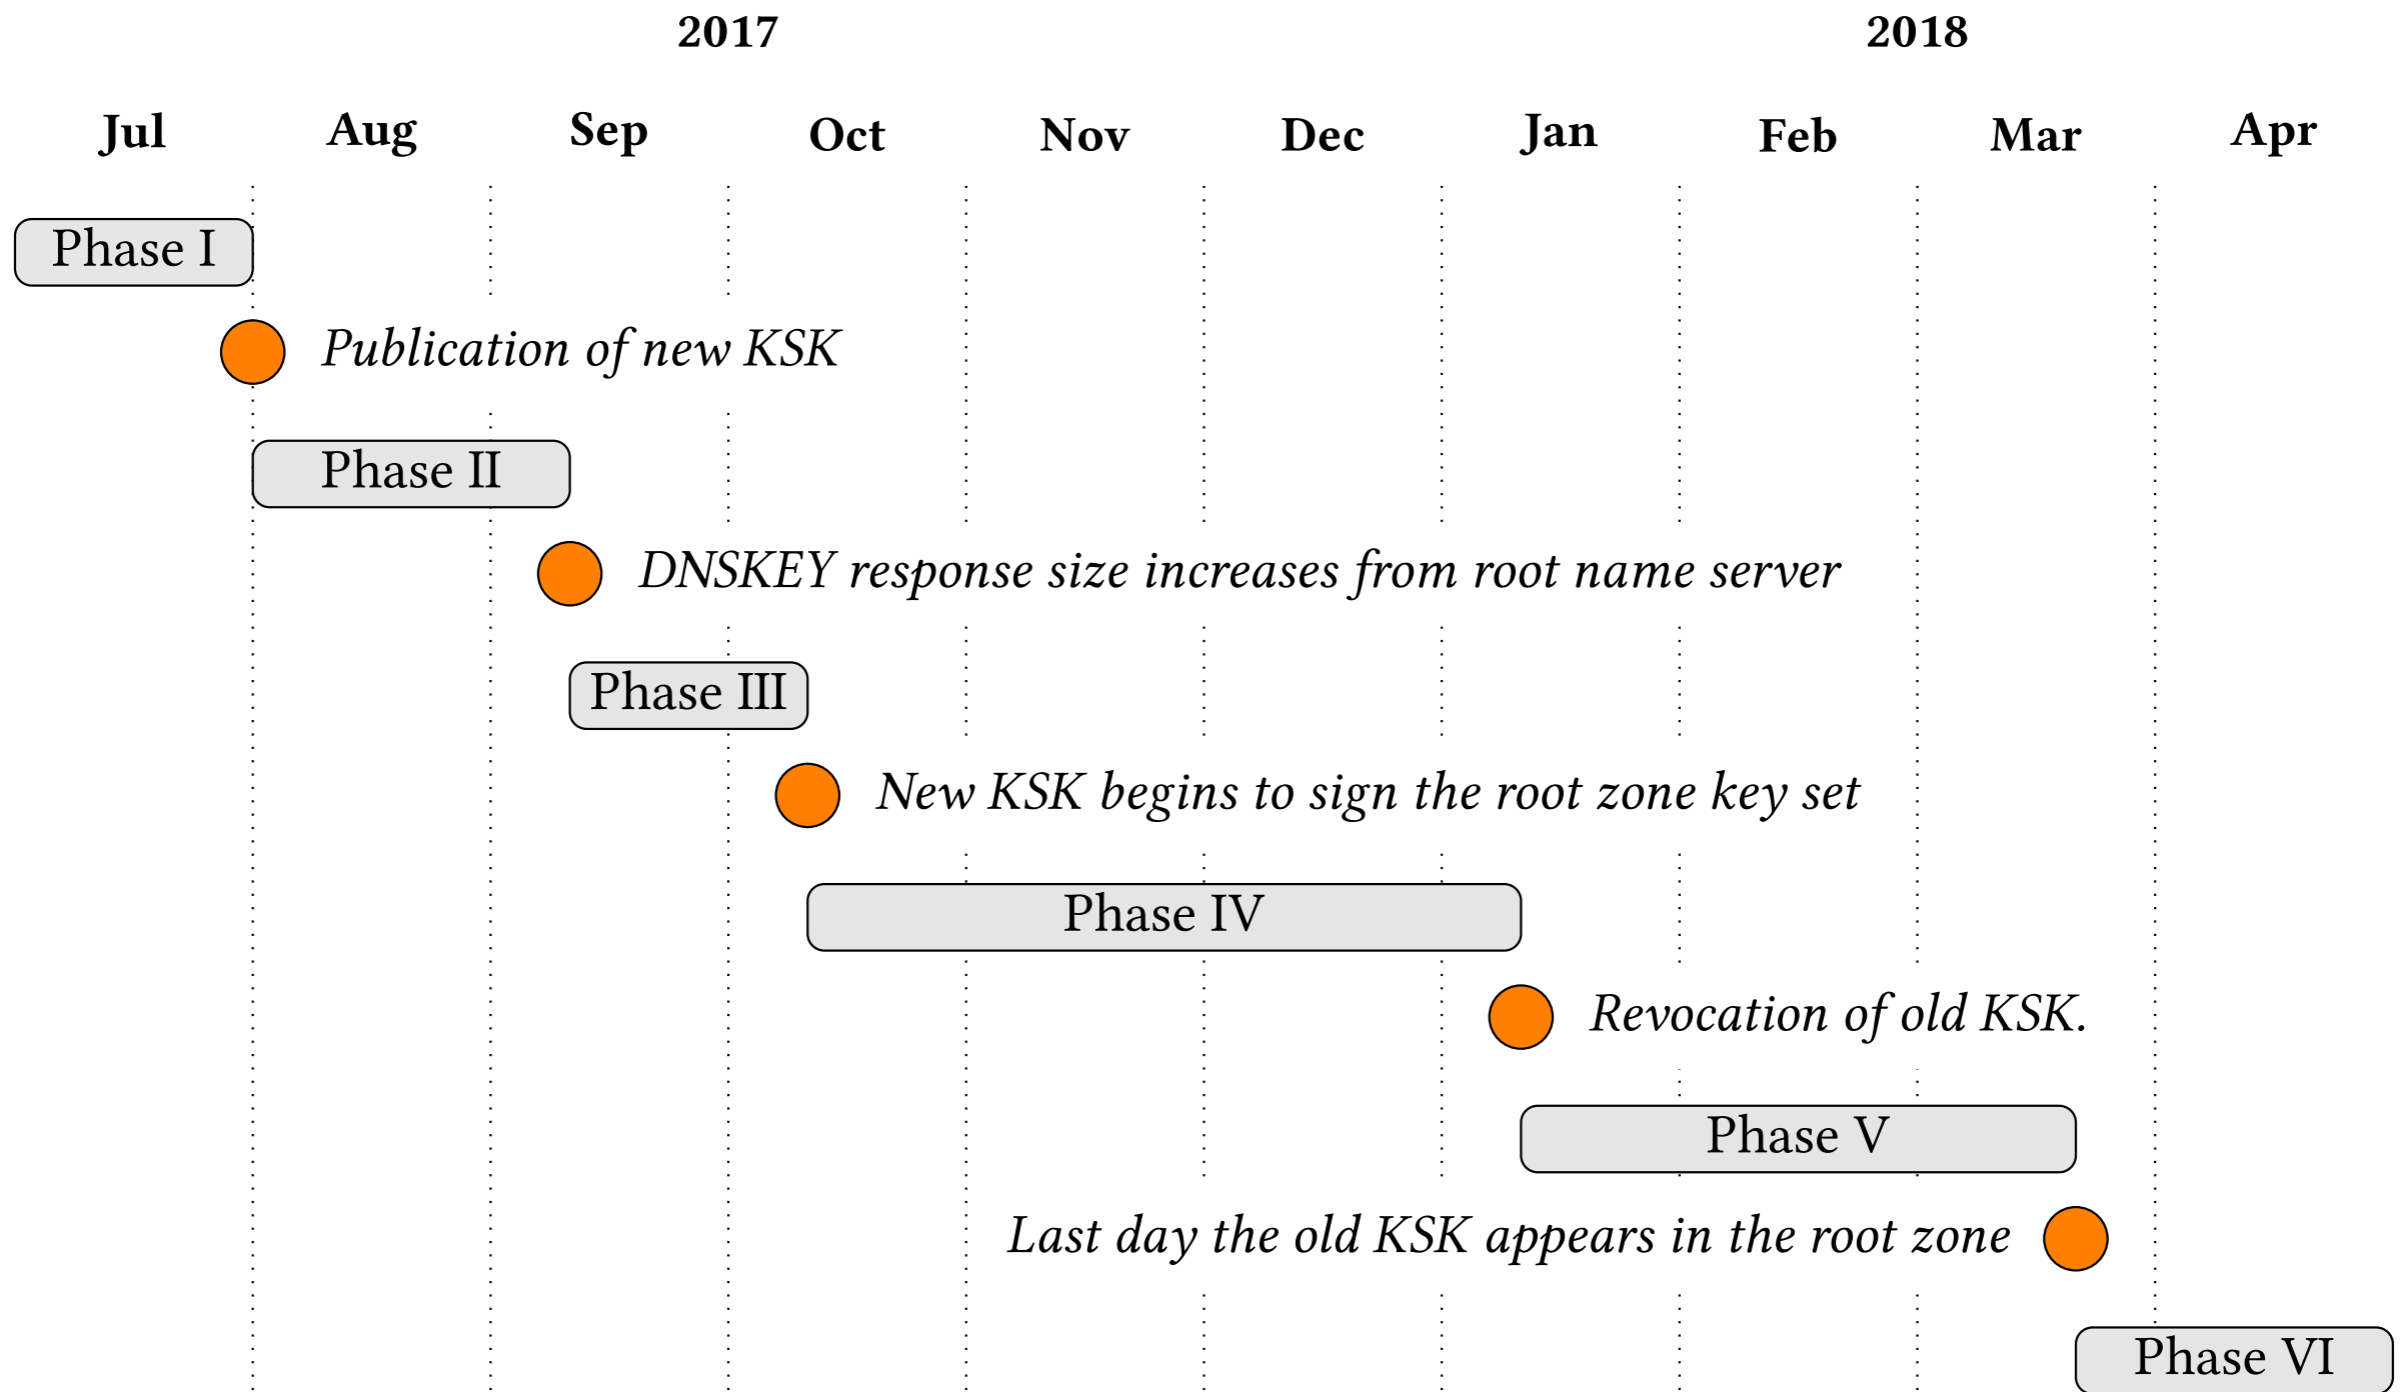 2017 2018
Jul Aug Sep Oct Nov Dec Jan Feb Mar Apr
Phase I
Publication of new KSK
Phase II
DNSKEY response size increases from root name server
Phase III
New KSK begins to sign the root zone key set
Phase IV
Revocation of old KSK.
Phase V
Last day the old KSK appears in the root zone
Phase VI